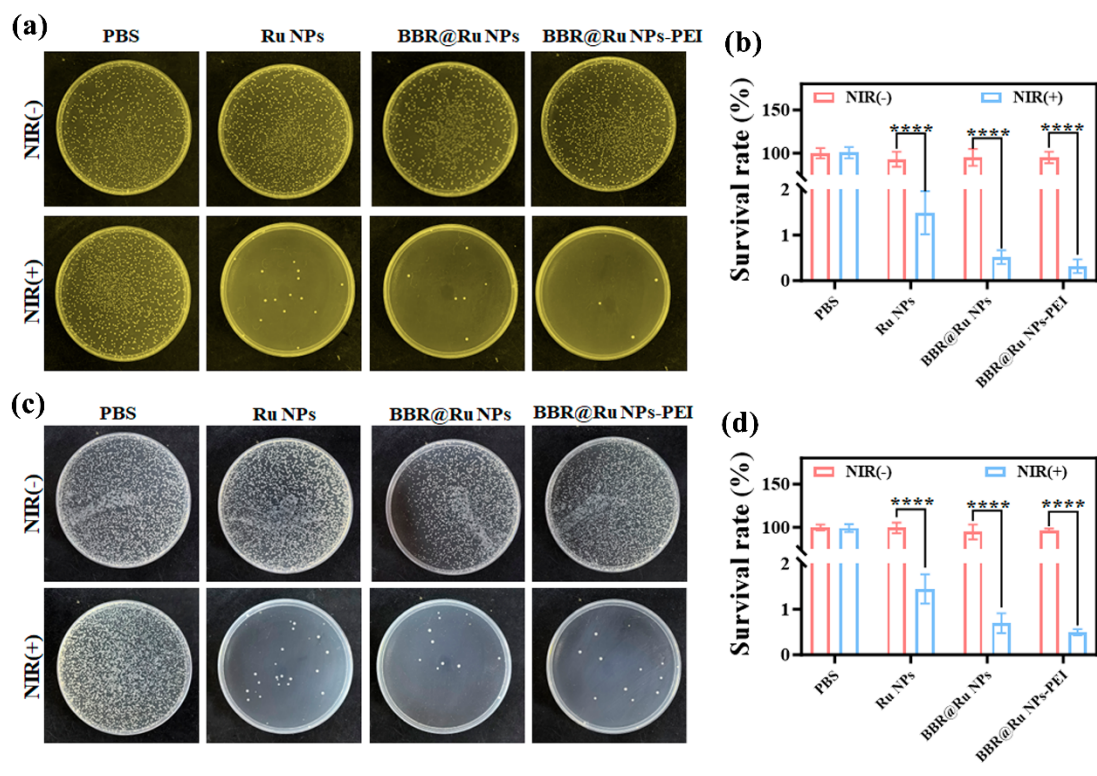 (a)
PBS Ru NPs BBR@Ru NPs BBR@Ru NPs-PEI
NIR(-)
NIR(+)
(b)
NIR(-) NIR(+)
Survival rate (%)
150
100
2
1
0
**** **** ****
PBS
Ru NPs
BBR@Ru NPs
BBR@Ru NPs-PEI
(c)
PBS Ru NPs BBR@Ru NPs BBR@Ru NPs-PEI
NIR(-)
NIR(+)
(d)
NIR(-) NIR(+)
Survival rate (%)
150
100
2
1
0
**** **** ****
PBS
Ru NPs
BBR@Ru NPs
BBR@Ru NPs-PEI